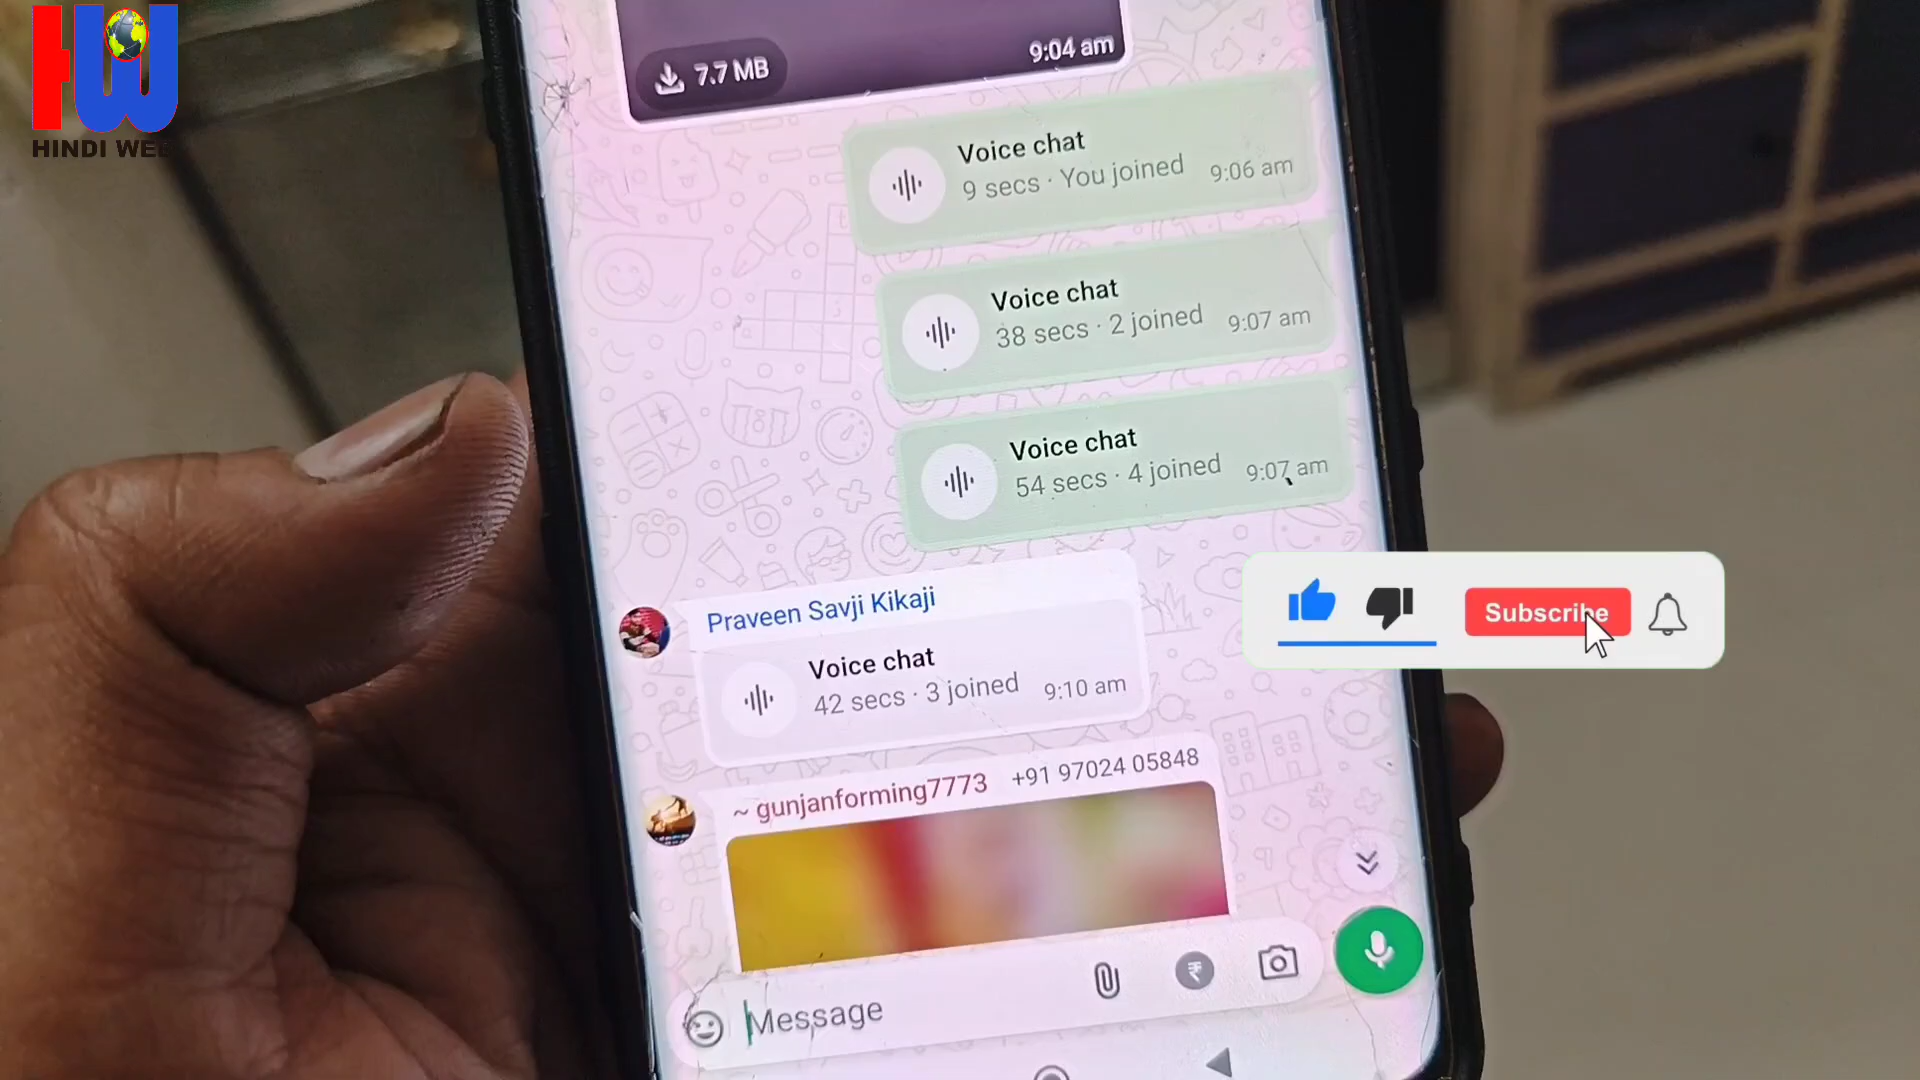 HW
HINDI WEB
7.7 MB
9:04 am
Voice chat
9 secs · You joined 9:06 am
Voice chat
38 secs · 2 joined 9:07 am
Voice chat
54 secs · 4 joined 9:07 am
Praveen Savji Kikaji
Voice chat
42 secs · 3 joined 9:10 am
Subscribe
~ gunjanforming7773 +91 97024 05848
₹
Message